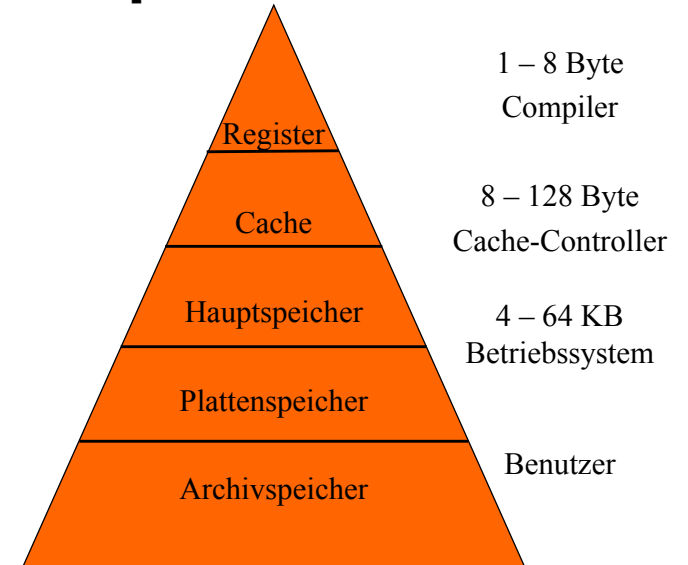 1 – 8 Byte
Compiler
Register
8 – 128 Byte
Cache
Cache-Controller
Hauptspeicher
4 – 64 KB
Betriebssystem
Plattenspeicher
Benutzer
Archivspeicher